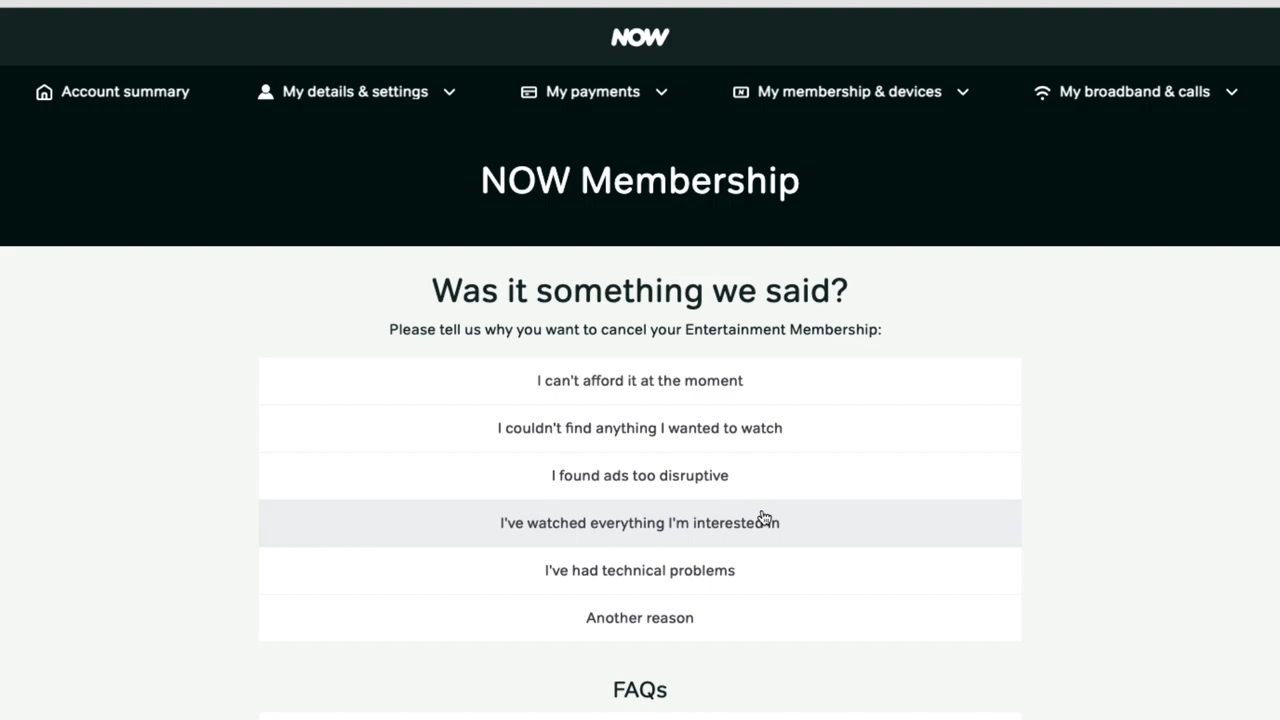 NOW
Account summary
My details & settings
My payments
My membership & devices
My broadband & calls
NOW Membership
Was it something we said?
Please tell us why you want to cancel your Entertainment Membership:
I can't afford it at the moment
I couldn't find anything I wanted to watch
I found ads too disruptive
I've watched everything I'm interested in
I've had technical problems
Another reason
FAQs